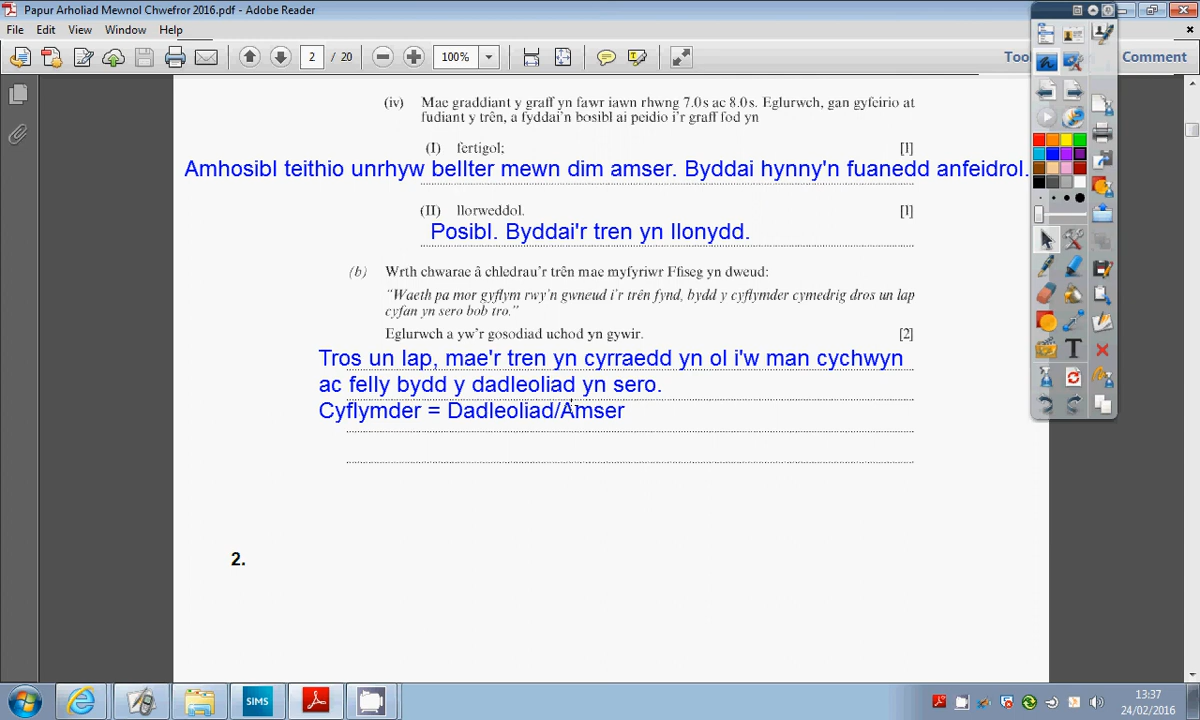 Papur Arholiad Mewnol Chwefror 2016.pdf - Adobe Reader
File Edit View Window Help
2 / 20 100% Comment
(iv) Mae graddiant y graff yn fawr iawn rhwng 7.0s ac 8.0s. Eglurwch, gan gyfeirio at
fudiant y trên, a fyddai'n bosibl ai peidio i'r graff fod yn
(I) fertigol; [1]
Amhosibl teithio unrhyw bellter mewn dim amser. Byddai hynny'n fuanedd anfeidrol.
(II) llorweddol. [1]
Posibl. Byddai'r tren yn llonydd.
(b) Wrth chwarae â chledrau'r trên mae myfyriwr Ffiseg yn dweud:
"Waeth pa mor gyflym rwy'n gwneud i'r trên fynd, bydd y cyflymder cymedrig dros un lap
cyfan yn sero bob tro."
Eglurwch a yw'r gosodiad uchod yn gywir. [2]
Tros un lap, mae'r tren yn cyrraedd yn ol i'w man cychwyn
ac felly bydd y dadleoliad yn sero.
Cyflymder = Dadleoliad/Amser
2.
SIMS
13:37
24/02/2016